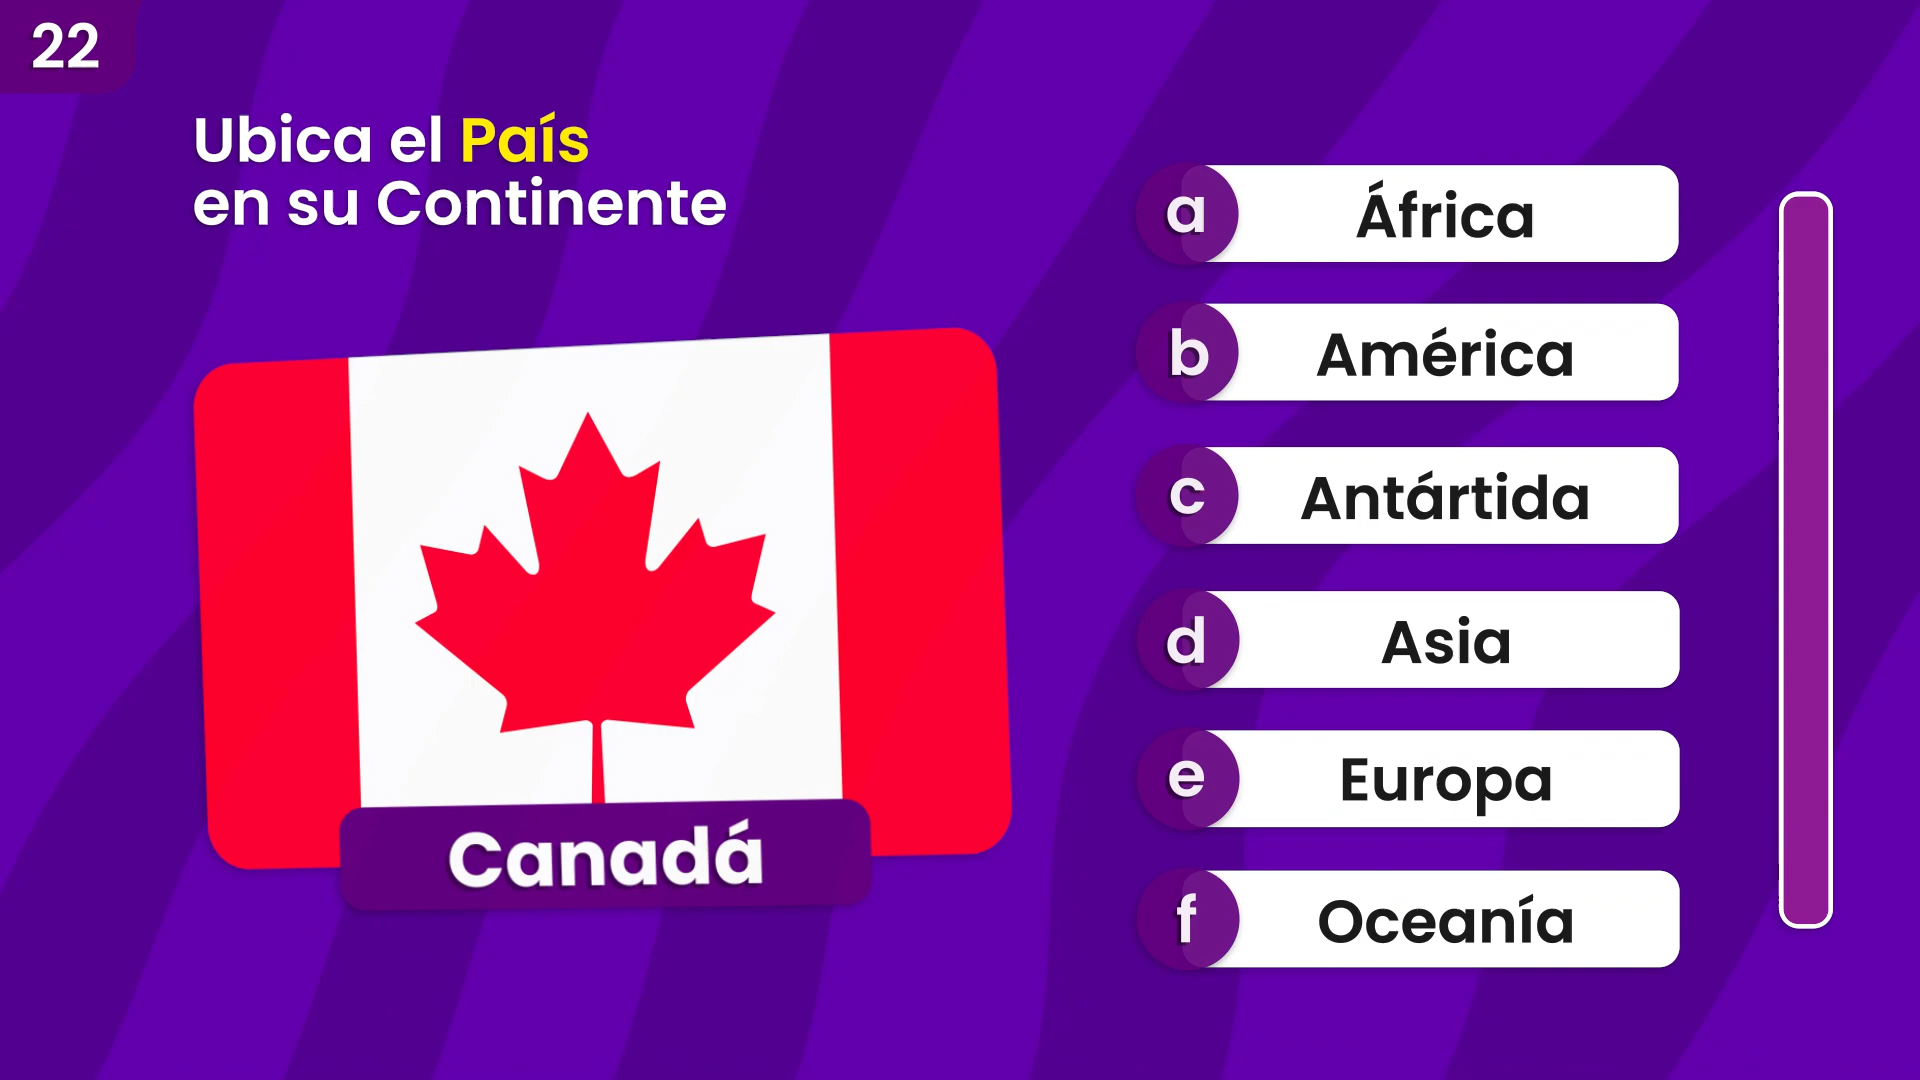 22
Ubica el País
en su Continente
Canadá
a África
b América
c Antártida
d Asia
e Europa
f Oceanía